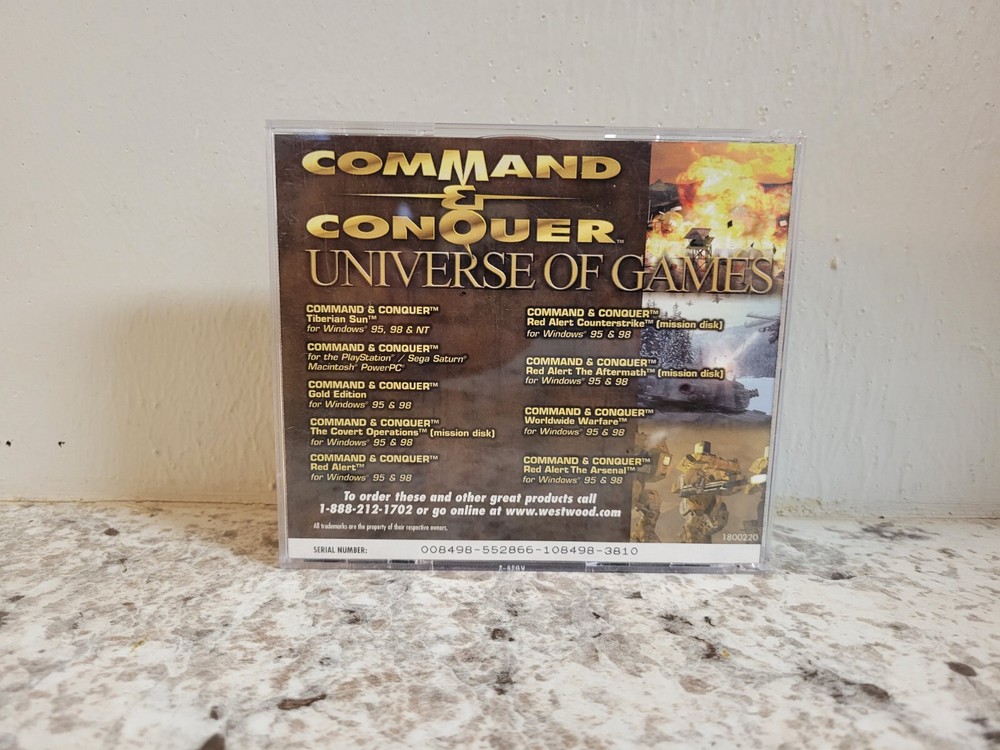 COMMAND
&
CONQUER™
UNIVERSE OF GAMES
COMMAND & CONQUER™
Tiberian Sun™
for Windows® 95, 98 & NT
COMMAND & CONQUER™
for the PlayStation® / Sega Saturn®
Macintosh® PowerPC®
COMMAND & CONQUER™
Gold Edition
for Windows® 95 & 98
COMMAND & CONQUER™
The Covert Operations™ (mission disk)
for Windows® 95 & 98
COMMAND & CONQUER™
Red Alert™
for Windows® 95 & 98
COMMAND & CONQUER™
Red Alert Counterstrike™ (mission disk)
for Windows® 95 & 98
COMMAND & CONQUER™
Red Alert The Aftermath™ (mission disk)
for Windows® 95 & 98
COMMAND & CONQUER™
Worldwide Warfare™
for Windows® 95 & 98
COMMAND & CONQUER™
Red Alert The Arsenal™
for Windows® 95 & 98
To order these and other great products call
1-888-212-1702 or go online at www.westwood.com
All trademarks are the property of their respective owners.
1800220
SERIAL NUMBER: 008498-552866-108498-3810